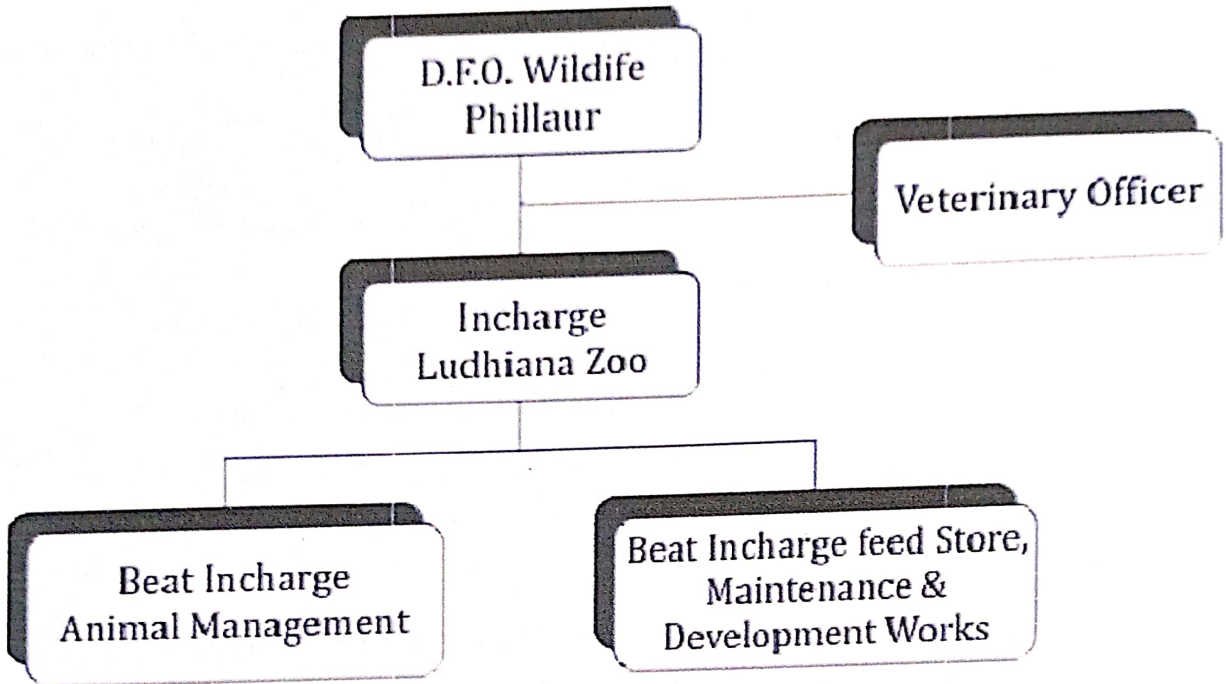 D.F.O. Wildife
Phillaur
Veterinary Officer
Incharge
Ludhiana Zoo
Beat Incharge
Animal Management
Beat Incharge feed Store,
Maintenance &
Development Works